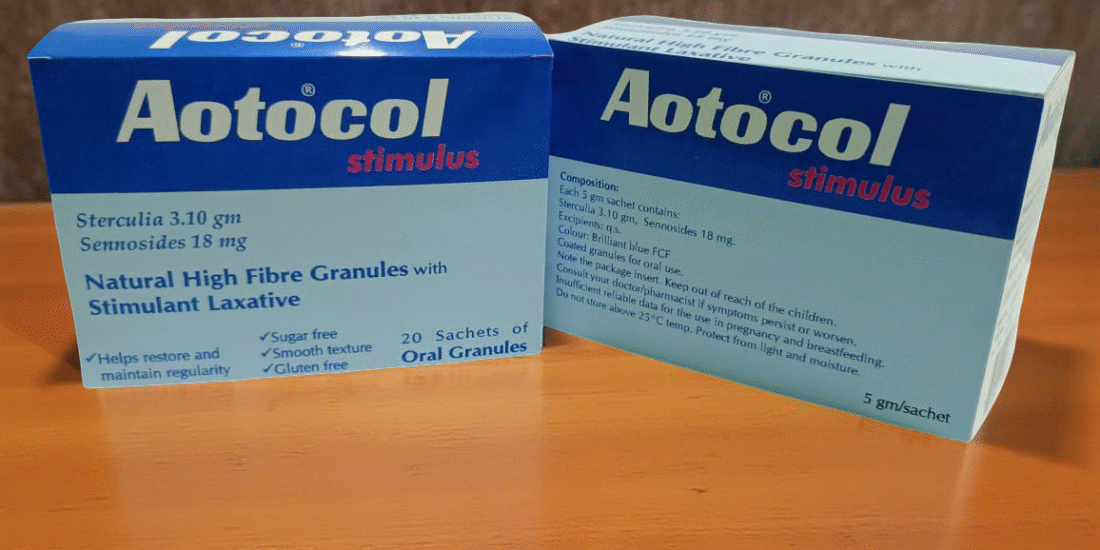 Aotocol
Aotocol®
stimulus
Sterculia 3.10 gm
Sennosides 18 mg
Natural High Fibre Granules with
Stimulant Laxative
✓Helps restore and
maintain regularity
✓Sugar free
✓Smooth texture
✓Gluten free
20 Sachets of
Oral Granules
Natural High Fibre Granules with
Stimulant Laxative
Aotocol®
stimulus
Composition:
Each 5 gm sachet contains:
Sterculia 3.10 gm, Sennosides 18 mg.
Excipients: q.s.
Colour: Brilliant blue FCF
Coated granules for oral use.
Note the package insert. Keep out of reach of the children.
Consult your doctor/pharmacist if symptoms persist or worsen.
Insufficient reliable data for the use in pregnancy and breastfeeding.
Do not store above 25°C temp. Protect from light and moisture.
5 gm/sachet